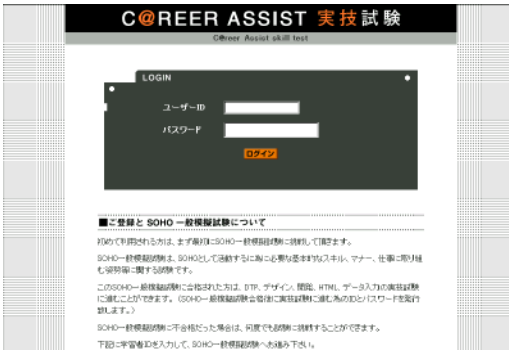 C@REER ASSIST 実技試験
C@reer Assist skill test
LOGIN
ユーザーID
パスワード
ログイン
■ご登録と SOHO 一般模擬試験について
初めて利用される方は、まず最初にSOHO一般模擬試験に挑戦して頂きます。
SOHO一般模擬試験は、SOHOとして活動する為に必要な基本的なスキル、マナー、仕事に取り組
む姿勢等に関する試験です。
このSOHO一般模擬試験に合格された方は、DTP、デザイン、開発、HTML、データ入力の実技試験
に進むことができます。（SOHO一般模擬試験合格後に実技試験に進む為のIDとパスワードを発行
致します。）
SOHO一般模擬試験に不合格だった場合は、何度でも試験に挑戦することができます。
下記に学習者IDを入力して、SOHO一般模擬試験へお進み下さい。